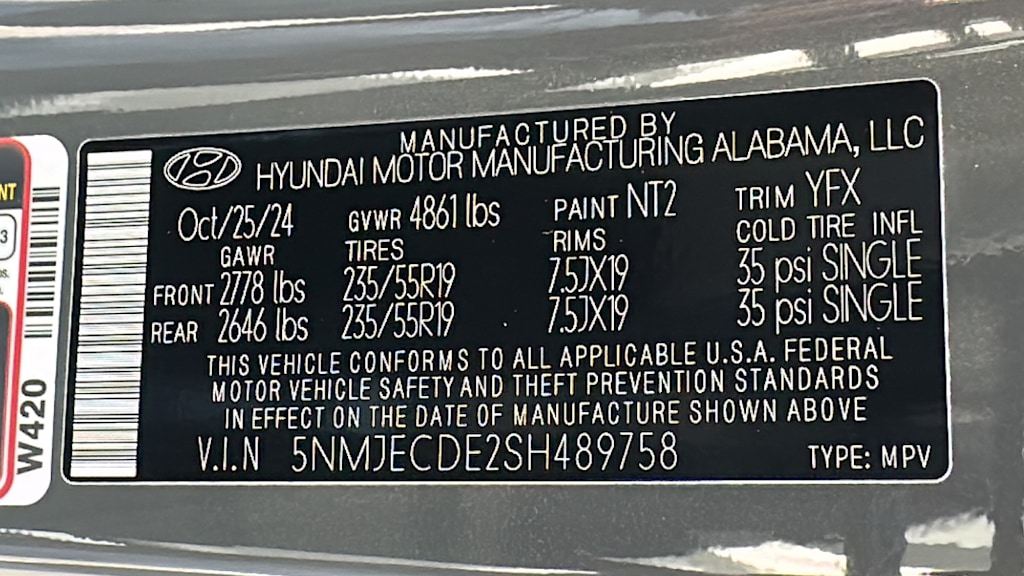 MANUFACTURED BY
HYUNDAI MOTOR MANUFACTURING ALABAMA, LLC
Oct/25/24 GVWR 4861 lbs PAINT NT2 TRIM YFX
GAWR TIRES RIMS COLD TIRE INFL
FRONT 2778 lbs 235/55R19 7.5JX19 35 psi SINGLE
REAR 2646 lbs 235/55R19 7.5JX19 35 psi SINGLE
THIS VEHICLE CONFORMS TO ALL APPLICABLE U.S.A. FEDERAL
MOTOR VEHICLE SAFETY AND THEFT PREVENTION STANDARDS
IN EFFECT ON THE DATE OF MANUFACTURE SHOWN ABOVE
V.I.N 5NMJECDE2SH489758 TYPE: MPV
W420
NT
3